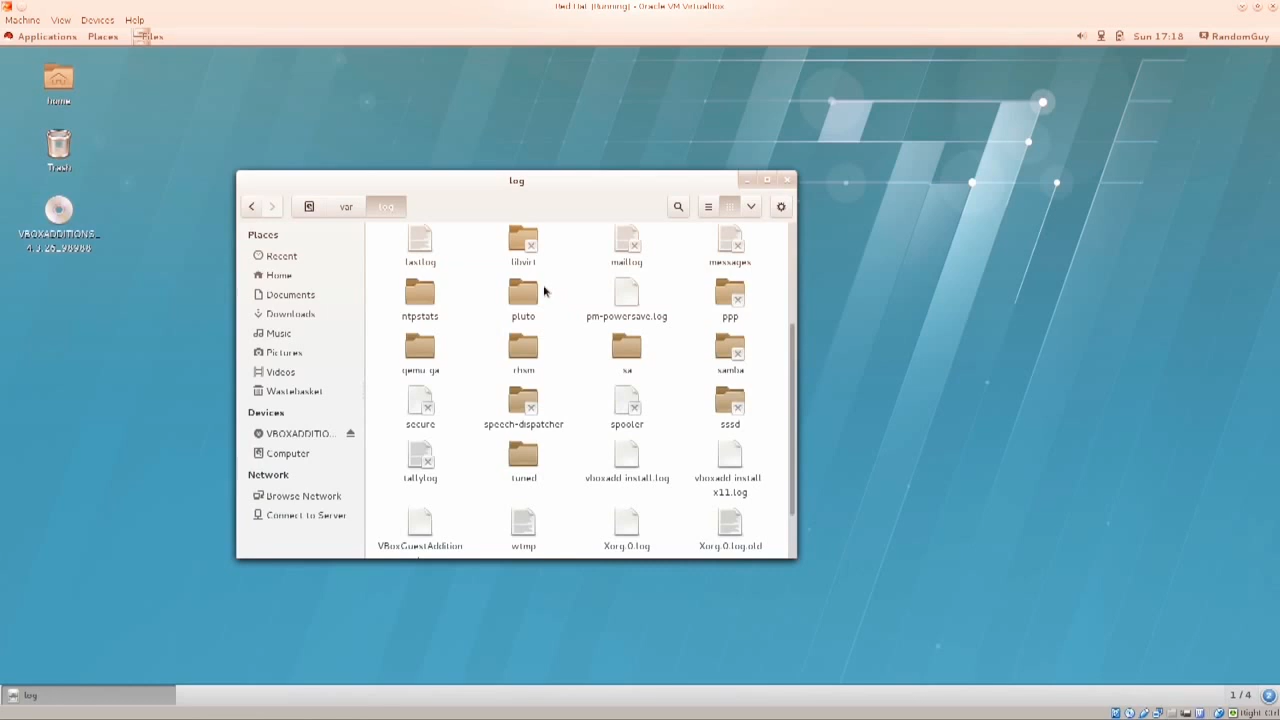 Red Hat [Running] - Oracle VM VirtualBox
Machine View Devices Help
Applications Places Files
Sun 17:18 RandomGuy
home
Trash
VBOXADDITIONS_
4.3.26_98988
log
var log
Places
Recent
Home
Documents
Downloads
Music
Pictures
Videos
Wastebasket
Devices
VBOXADDITIO...
Computer
Network
Browse Network
Connect to Server
lastlog libvirt maillog messages
ntpstats pluto pm-powersave.log ppp
qemu-ga rhsm sa samba
secure speech-dispatcher spooler sssd
tallylog tuned vboxadd-install.log vboxadd-install-
x11.log
VBoxGuestAddition wtmp Xorg.0.log Xorg.0.log.old
log
1 / 4 2
Right Ctrl